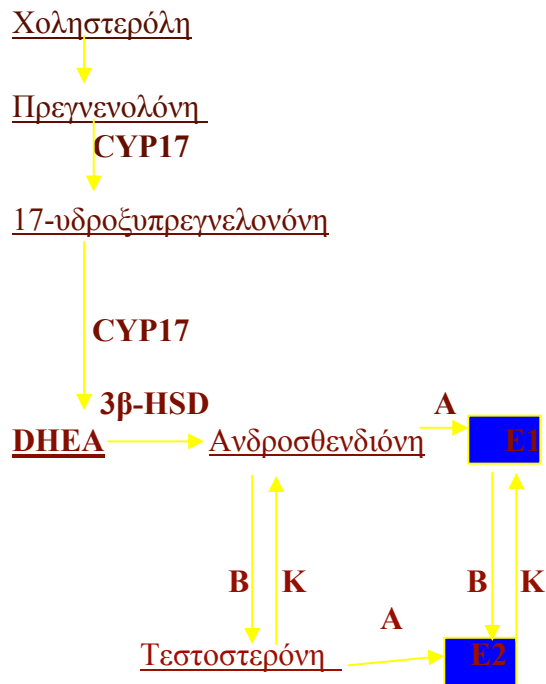 Χοληστερόλη
Πρεγνενολόνη
CYP17
17-υδροξυπρεγνελονόνη
CYP17
3β-HSD
A
DHEA Ανδροσθενδιόνη E1
B K B K
A
Τεστοστερόνη E2